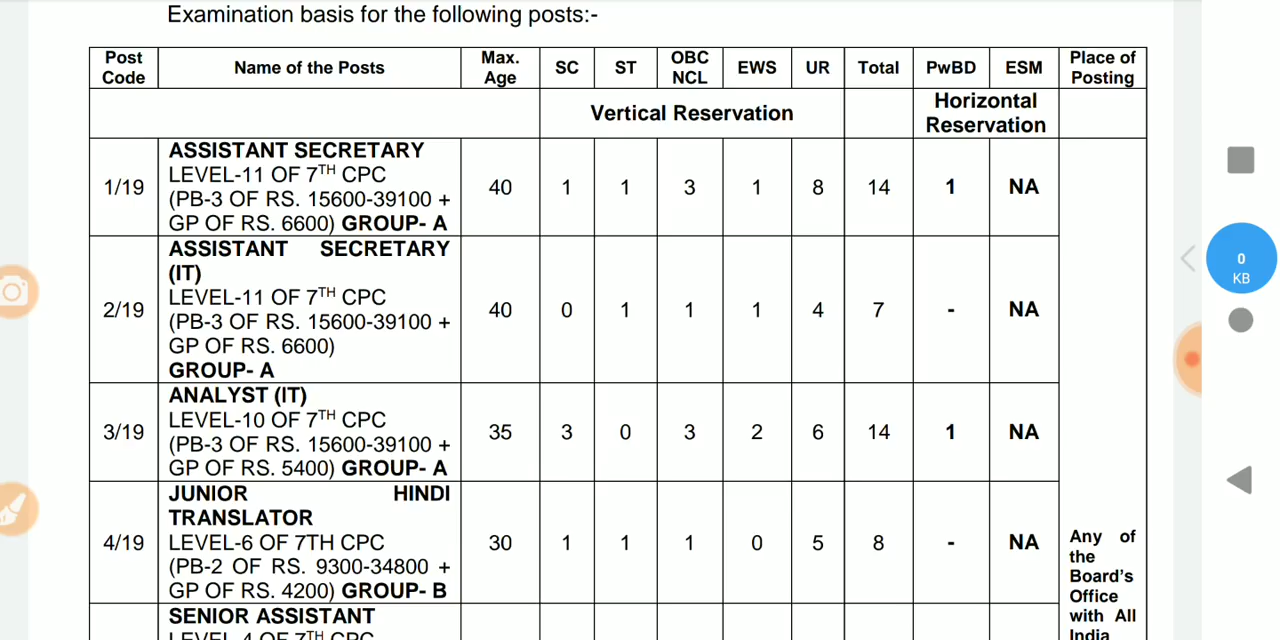 Examination basis for the following posts:-
Post Code Name of the Posts Max. Age SC ST OBC NCL EWS UR Total PwBD ESM Place of Posting
Vertical Reservation Horizontal Reservation
1/19 ASSISTANT SECRETARY
LEVEL-11 OF 7TH CPC
(PB-3 OF RS. 15600-39100 +
GP OF RS. 6600) GROUP- A
40 1 1 3 1 8 14 1 NA
2/19 ASSISTANT SECRETARY
(IT)
LEVEL-11 OF 7TH CPC
(PB-3 OF RS. 15600-39100 +
GP OF RS. 6600)
GROUP- A
40 0 1 1 1 4 7 - NA
3/19 ANALYST (IT)
LEVEL-10 OF 7TH CPC
(PB-3 OF RS. 15600-39100 +
GP OF RS. 5400) GROUP- A
35 3 0 3 2 6 14 1 NA
4/19 JUNIOR HINDI
TRANSLATOR
LEVEL-6 OF 7TH CPC
(PB-2 OF RS. 9300-34800 +
GP OF RS. 4200) GROUP- B
30 1 1 1 0 5 8 - NA
SENIOR ASSISTANT
LEVEL-4 OF 7TH CPC
Any of
the
Board's
Office
with All
India
0
KB